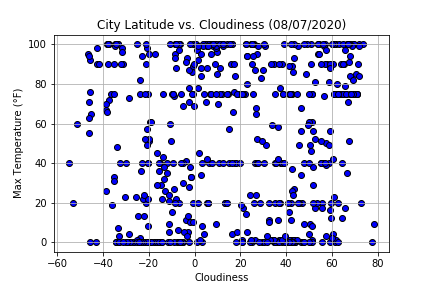 City Latitude vs. Cloudiness (08/07/2020)
Max Temperature (°F)
100
80
60
40
20
0
−60 −40 −20 0 20 40 60 80
Cloudiness